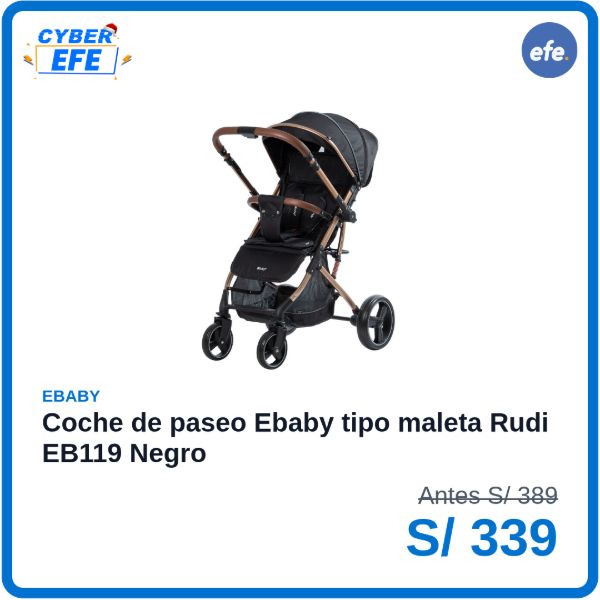 CYBER
EFE
efe.
EBABY
Coche de paseo Ebaby tipo maleta Rudi
EB119 Negro
Antes S/ 389
S/ 339